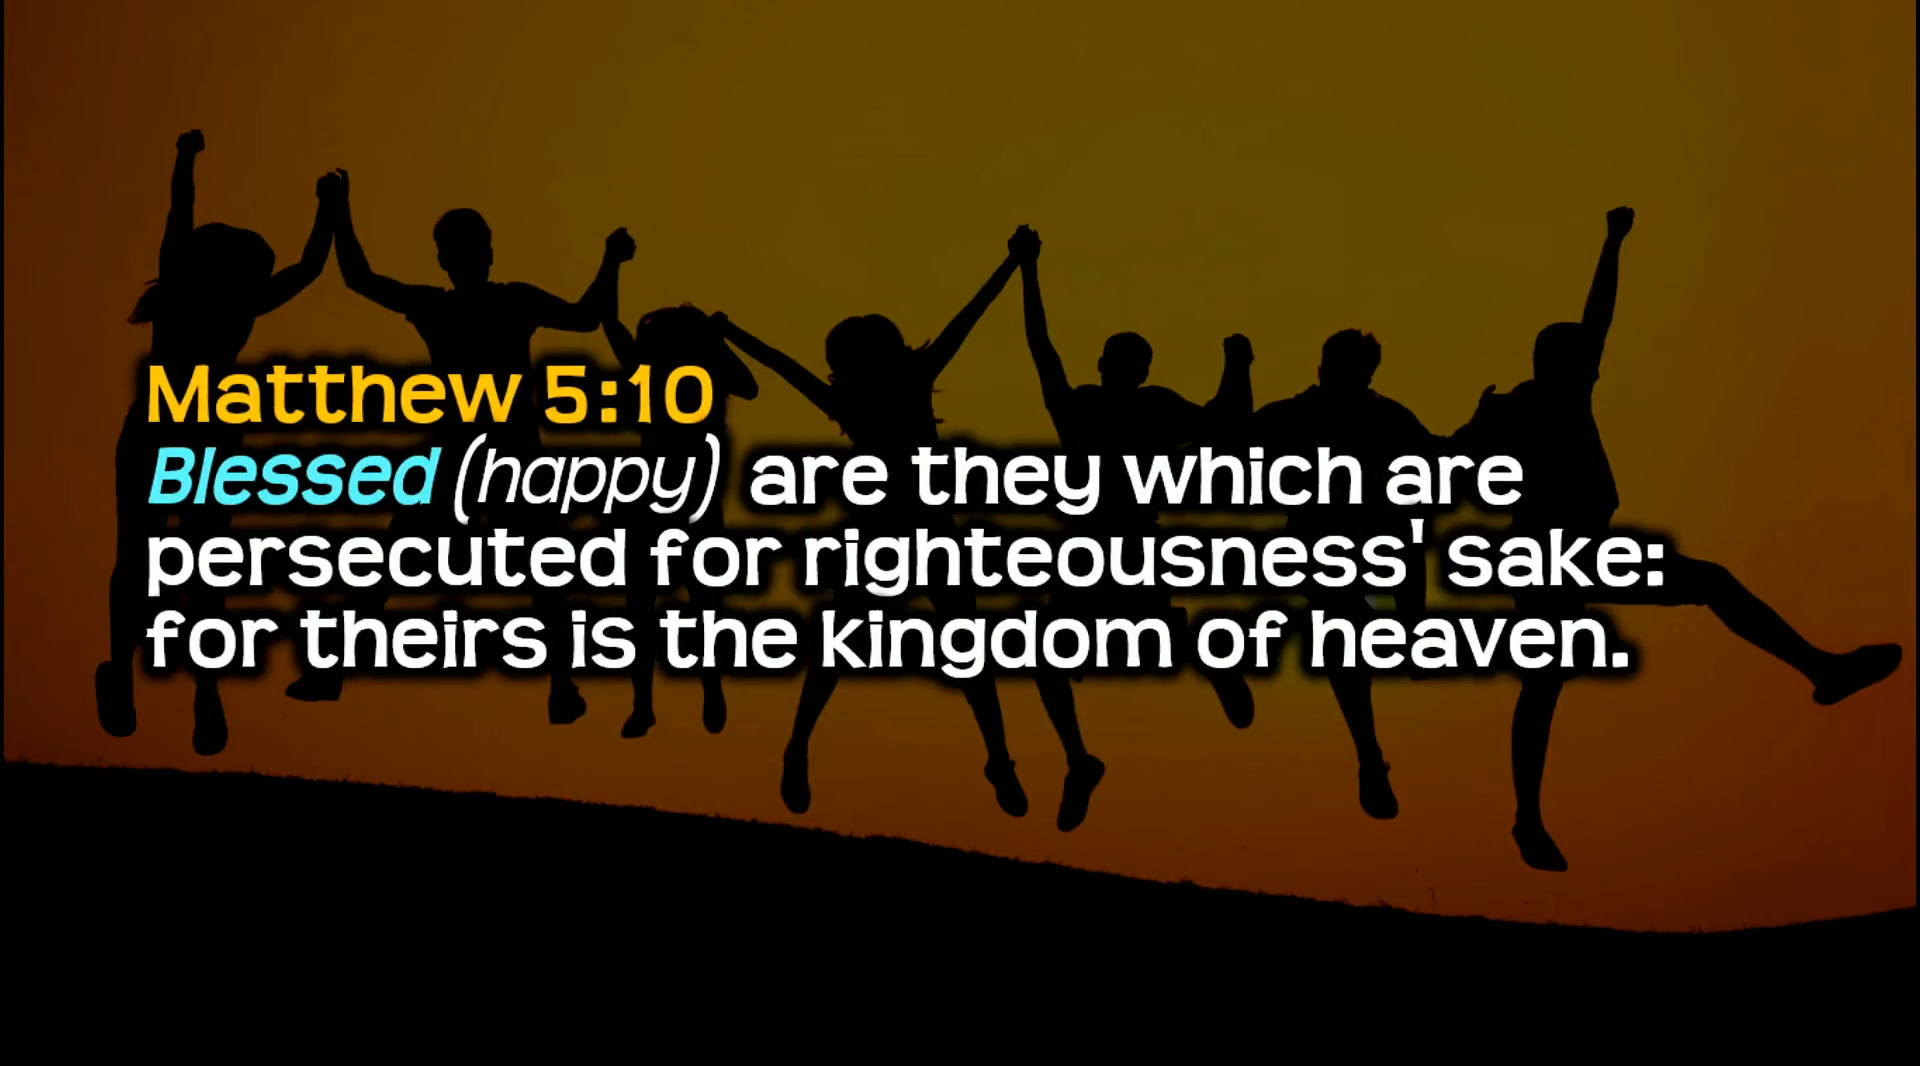 Matthew 5:10
Blessed (happy) are they which are
persecuted for righteousness' sake:
for theirs is the kingdom of heaven.